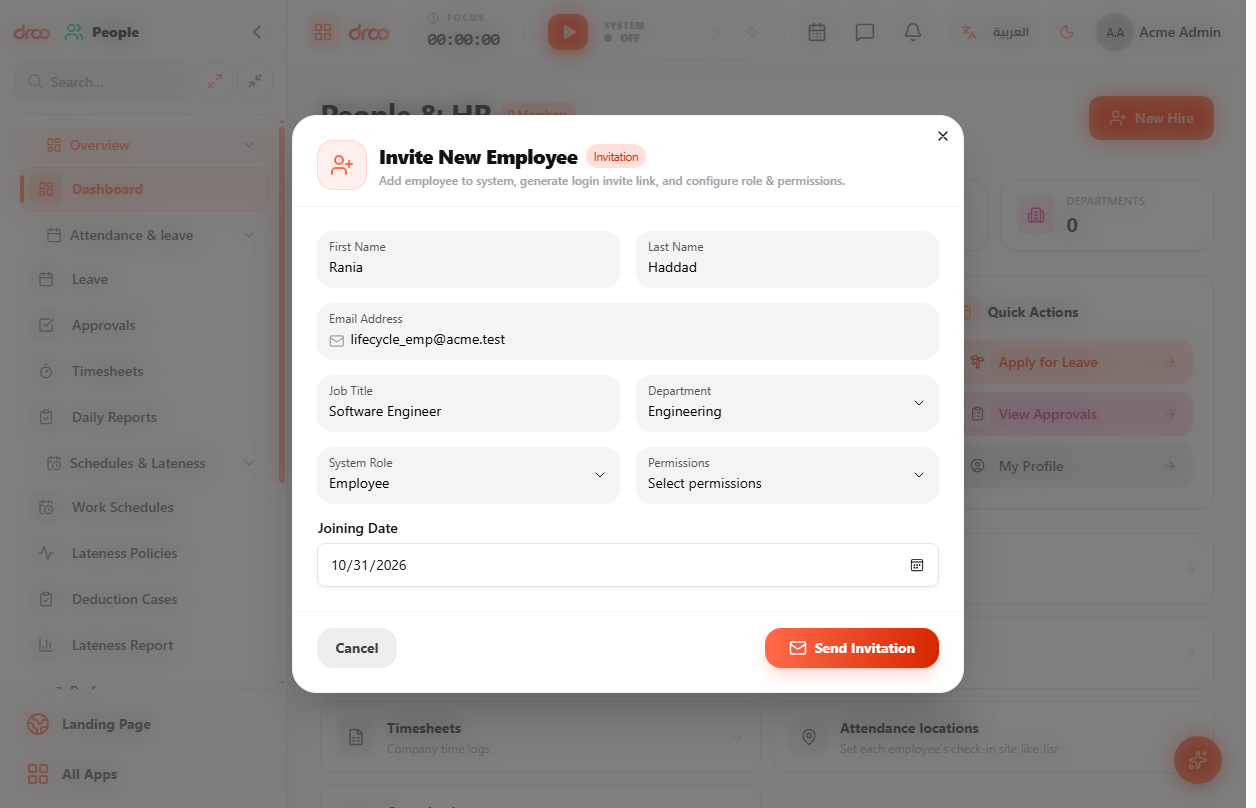 droo People
Search...
Overview
Dashboard
Attendance & leave
Leave
Approvals
Timesheets
Daily Reports
Schedules & Lateness
Work Schedules
Lateness Policies
Deduction Cases
Lateness Report
Landing Page
All Apps
droo
FOCUS
00:00:00
SYSTEM
OFF
العربية
AA Acme Admin
People & HR 0 Members
New Hire
DEPARTMENTS
0
Quick Actions
Apply for Leave
View Approvals
My Profile
Invite New Employee Invitation
Add employee to system, generate login invite link, and configure role & permissions.
First Name
Rania
Last Name
Haddad
Email Address
lifecycle_emp@acme.test
Job Title
Software Engineer
Department
Engineering
System Role
Employee
Permissions
Select permissions
Joining Date
10/31/2026
Cancel
Send Invitation
Timesheets
Company time logs
Attendance locations
Set each employee's check-in site like Jisr